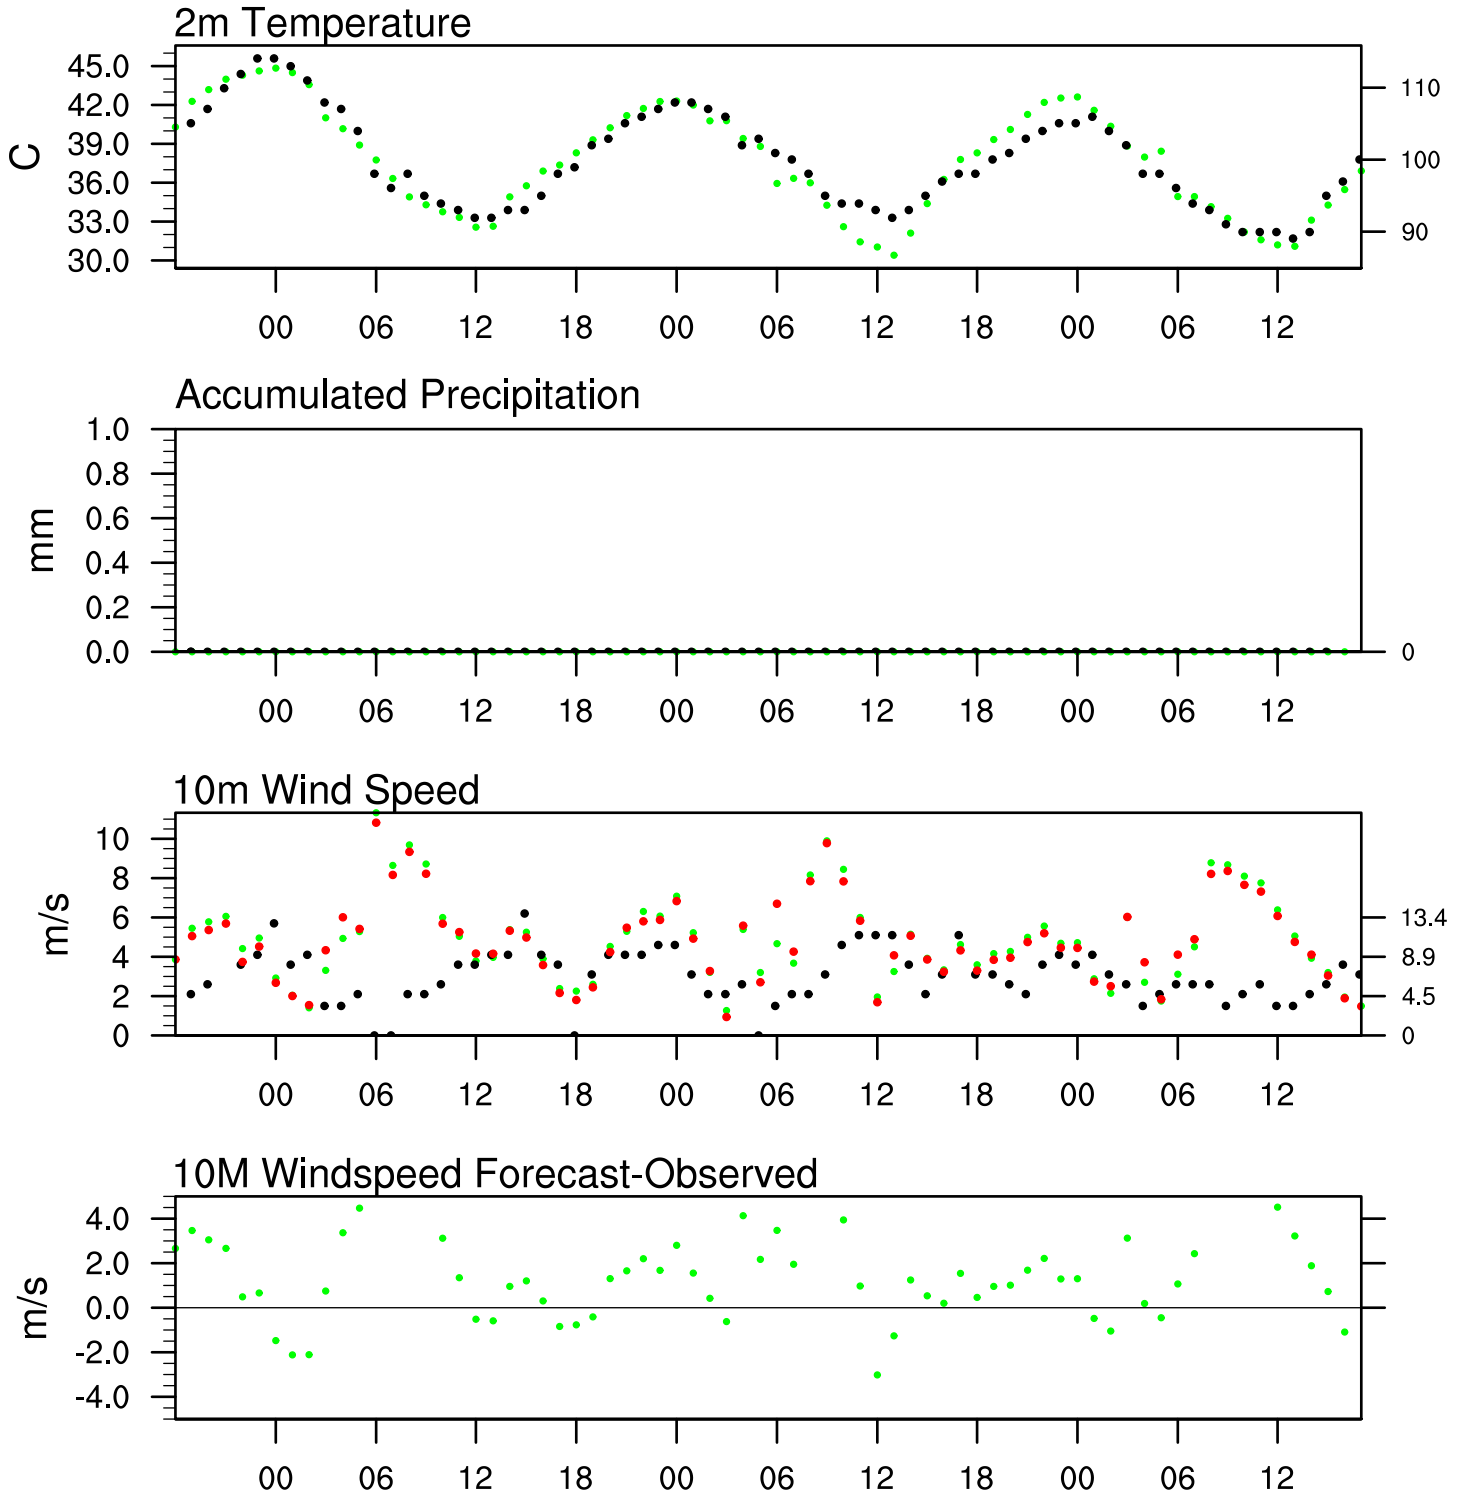 2m Temperature
45.0
42.0
39.0
36.0
33.0
30.0
C
110
100
90
00 06 12 18 00 06 12 18 00 06 12
Accumulated Precipitation
1.0
0.8
0.6
0.4
0.2
0.0
mm
0
00 06 12 18 00 06 12 18 00 06 12
10m Wind Speed
10
8
6
4
2
0
m/s
13.4
8.9
4.5
0
00 06 12 18 00 06 12 18 00 06 12
10M Windspeed Forecast-Observed
4.0
2.0
0.0
-2.0
-4.0
m/s
00 06 12 18 00 06 12 18 00 06 12